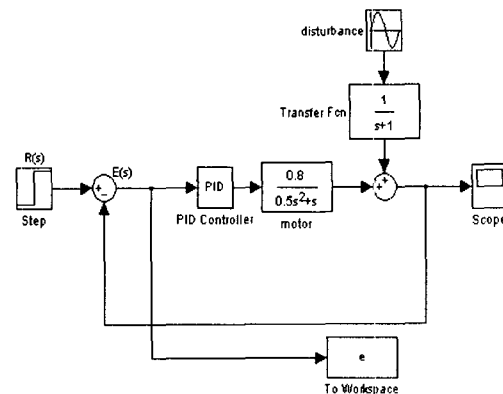 disturbance
Transfer Fcn
1
s+1
R(s)
Step
+
−
E(s)
PID
PID Controller
0.8
0.5s²+s
motor
+
+
Scope
e
To Workspace